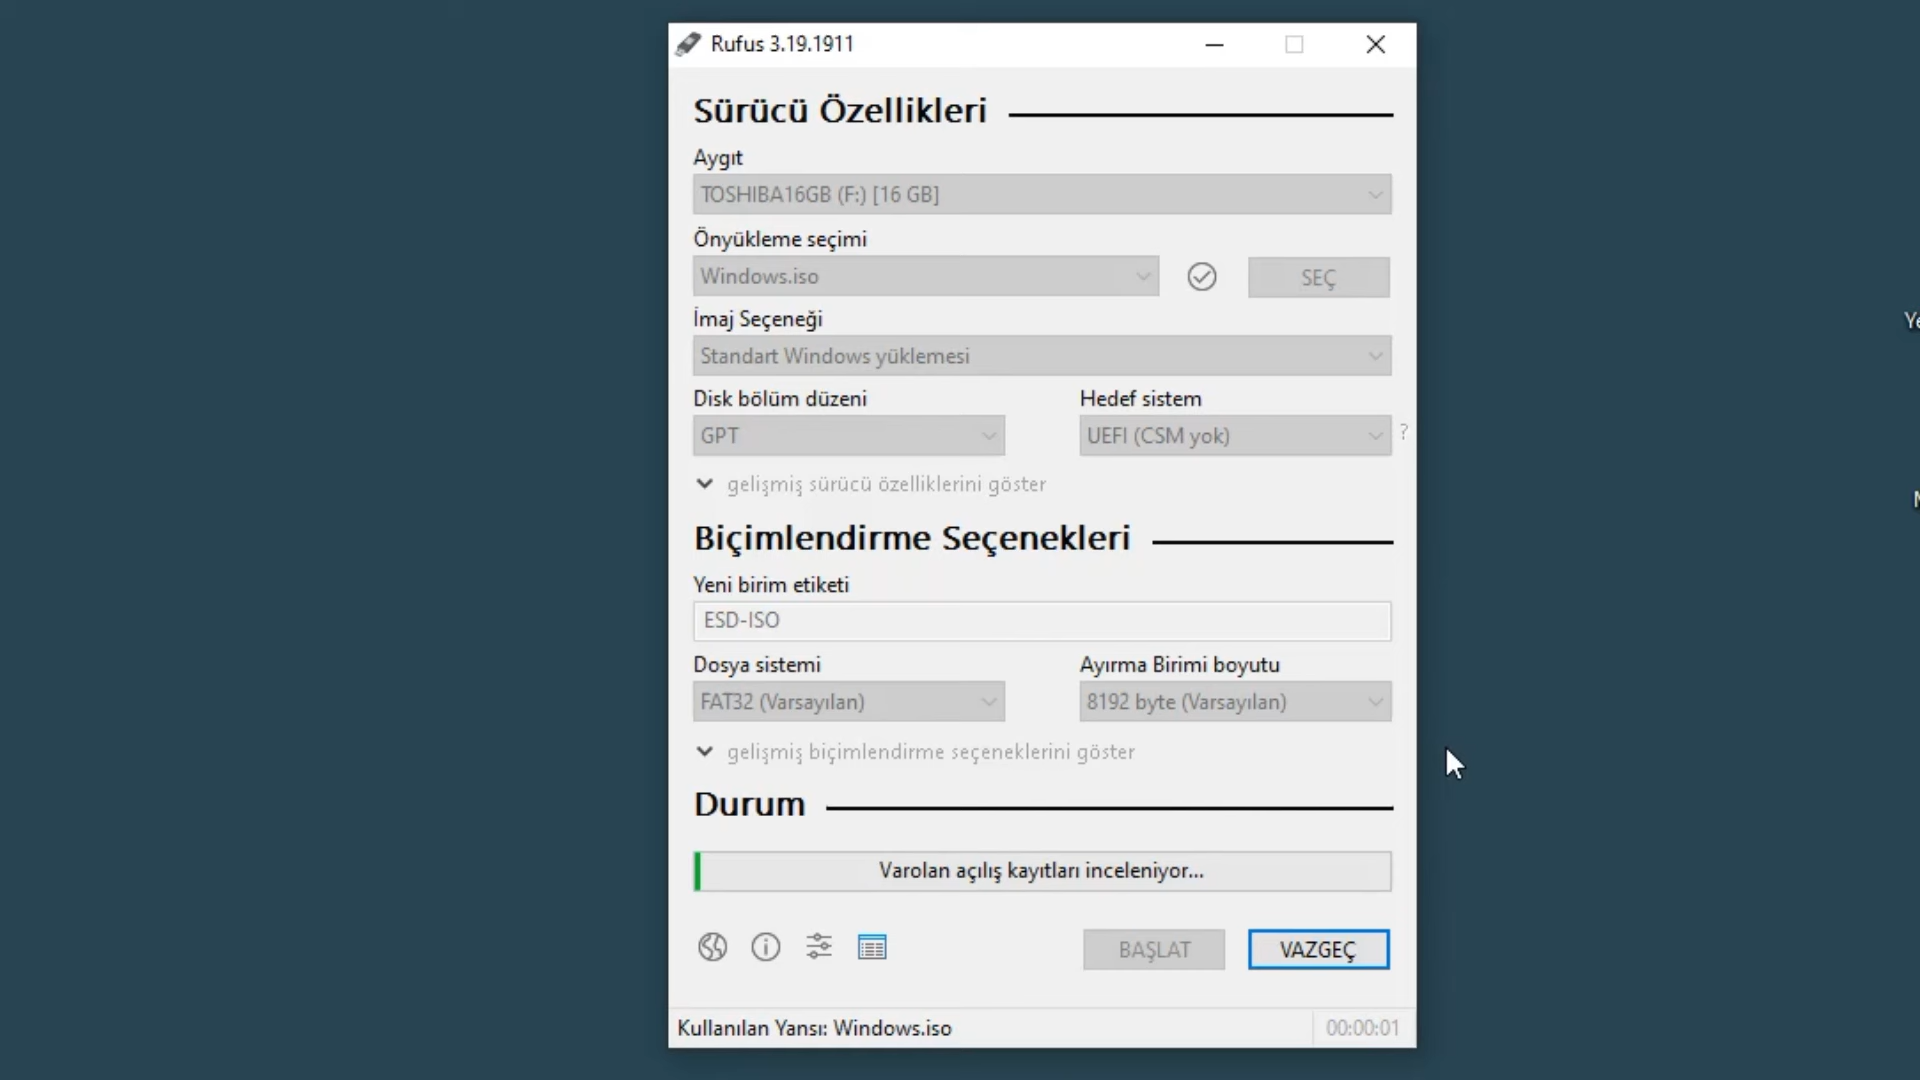 Rufus 3.19.1911
Sürücü Özellikleri
Aygıt
TOSHIBA16GB (F:) [16 GB]
Önyükleme seçimi
Windows.iso
SEÇ
İmaj Seçeneği
Standart Windows yüklemesi
Disk bölüm düzeni
Hedef sistem
GPT
UEFI (CSM yok)
?
gelişmiş sürücü özelliklerini göster
Biçimlendirme Seçenekleri
Yeni birim etiketi
ESD-ISO
Dosya sistemi
Ayırma Birimi boyutu
FAT32 (Varsayılan)
8192 byte (Varsayılan)
gelişmiş biçimlendirme seçeneklerini göster
Durum
Varolan açılış kayıtları inceleniyor...
BAŞLAT
VAZGEÇ
Kullanılan Yansı: Windows.iso
00:00:01